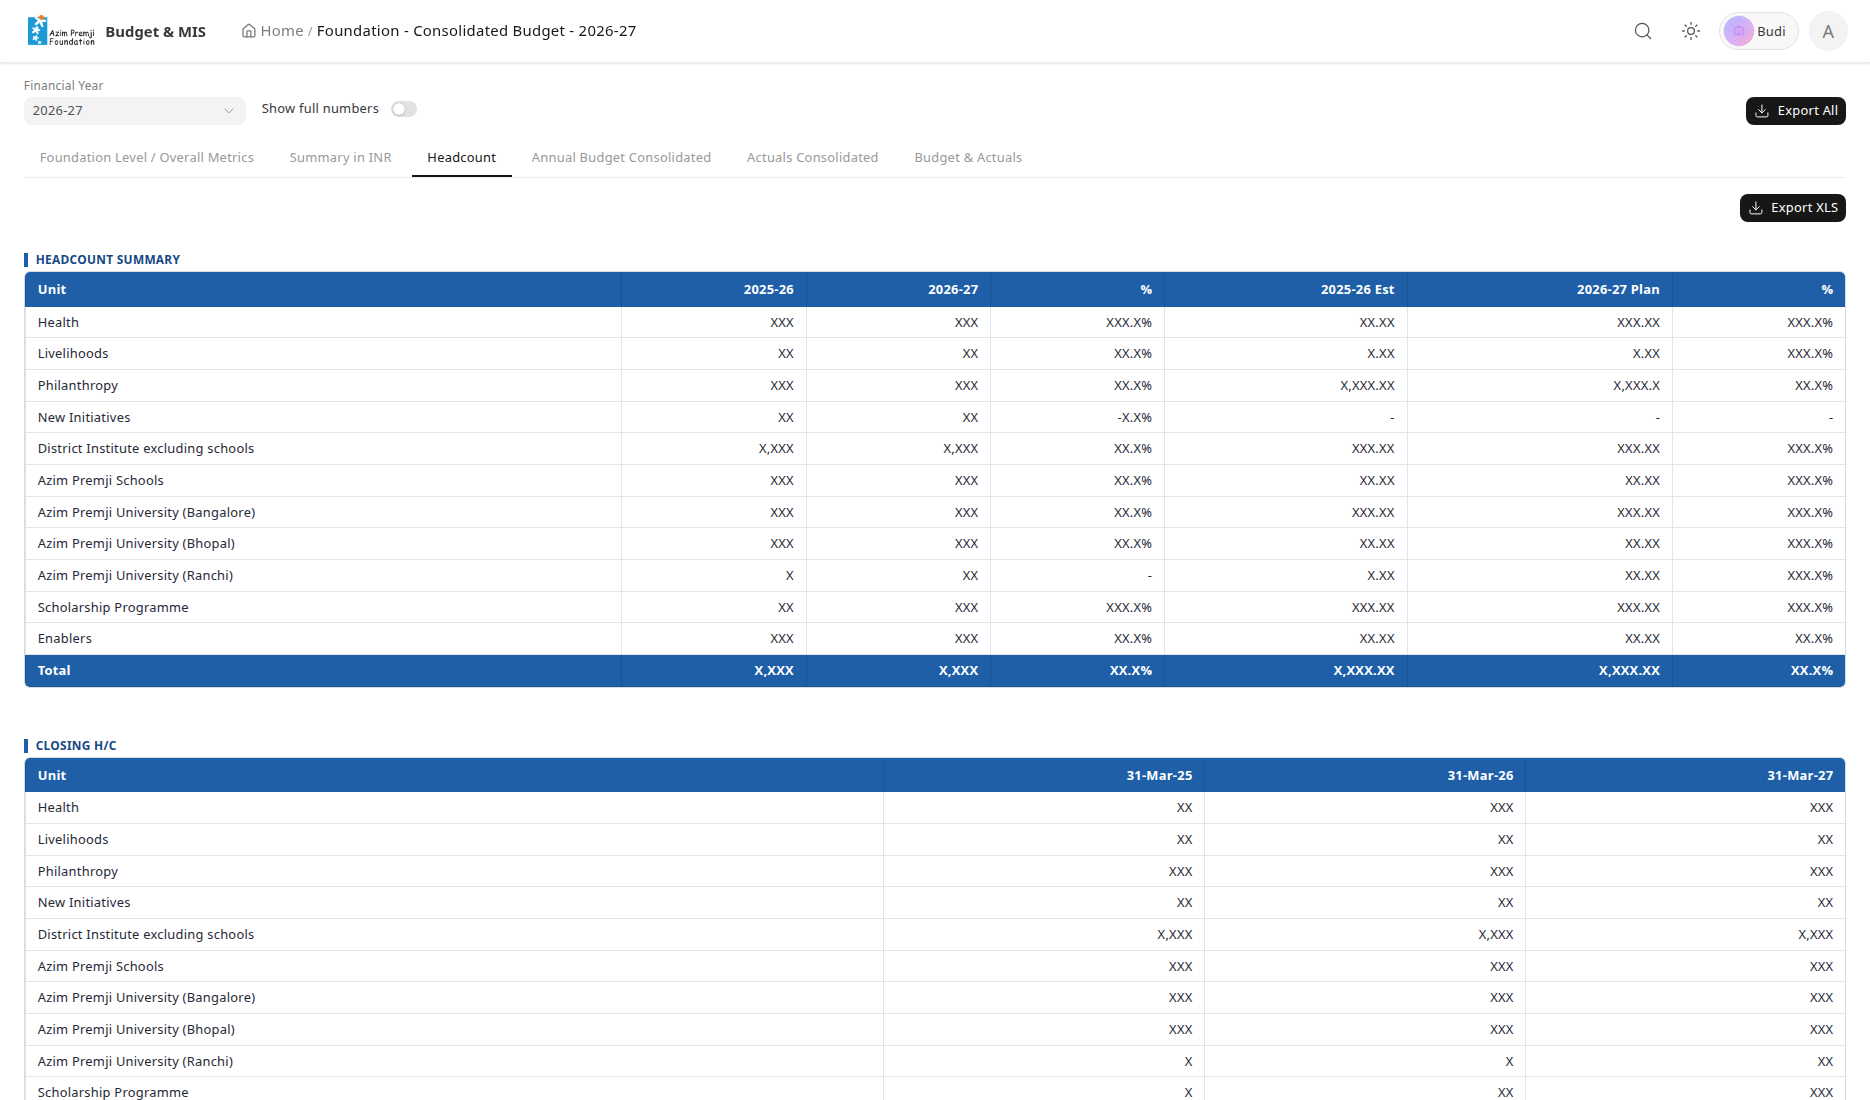 Azim Premji
Foundation
Budget & MIS
Home / Foundation - Consolidated Budget - 2026-27
Budi
A
Financial Year
2026-27
Show full numbers
Export All
Foundation Level / Overall Metrics Summary in INR Headcount Annual Budget Consolidated Actuals Consolidated Budget & Actuals
Export XLS
HEADCOUNT SUMMARY
Unit 2025-26 2026-27 % 2025-26 Est 2026-27 Plan %
Health XXX XXX XXX.X% XX.XX XXX.XX XXX.X%
Livelihoods XX XX XX.X% X.XX X.XX XXX.X%
Philanthropy XXX XXX XX.X% X,XXX.XX X,XXX.X XX.X%
New Initiatives XX XX -X.X% - - -
District Institute excluding schools X,XXX X,XXX XX.X% XXX.XX XXX.XX XXX.X%
Azim Premji Schools XXX XXX XX.X% XX.XX XX.XX XXX.X%
Azim Premji University (Bangalore) XXX XXX XX.X% XXX.XX XXX.XX XXX.X%
Azim Premji University (Bhopal) XXX XXX XX.X% XX.XX XX.XX XXX.X%
Azim Premji University (Ranchi) X XX - X.XX XX.XX XXX.X%
Scholarship Programme XX XXX XXX.X% XXX.XX XXX.XX XXX.X%
Enablers XXX XXX XX.X% XX.XX XX.XX XX.X%
Total X,XXX X,XXX XX.X% X,XXX.XX X,XXX.XX XX.X%
CLOSING H/C
Unit 31-Mar-25 31-Mar-26 31-Mar-27
Health XX XXX XXX
Livelihoods XX XX XX
Philanthropy XXX XXX XXX
New Initiatives XX XX XX
District Institute excluding schools X,XXX X,XXX X,XXX
Azim Premji Schools XXX XXX XXX
Azim Premji University (Bangalore) XXX XXX XXX
Azim Premji University (Bhopal) XXX XXX XXX
Azim Premji University (Ranchi) X X XX
Scholarship Programme X XX XXX